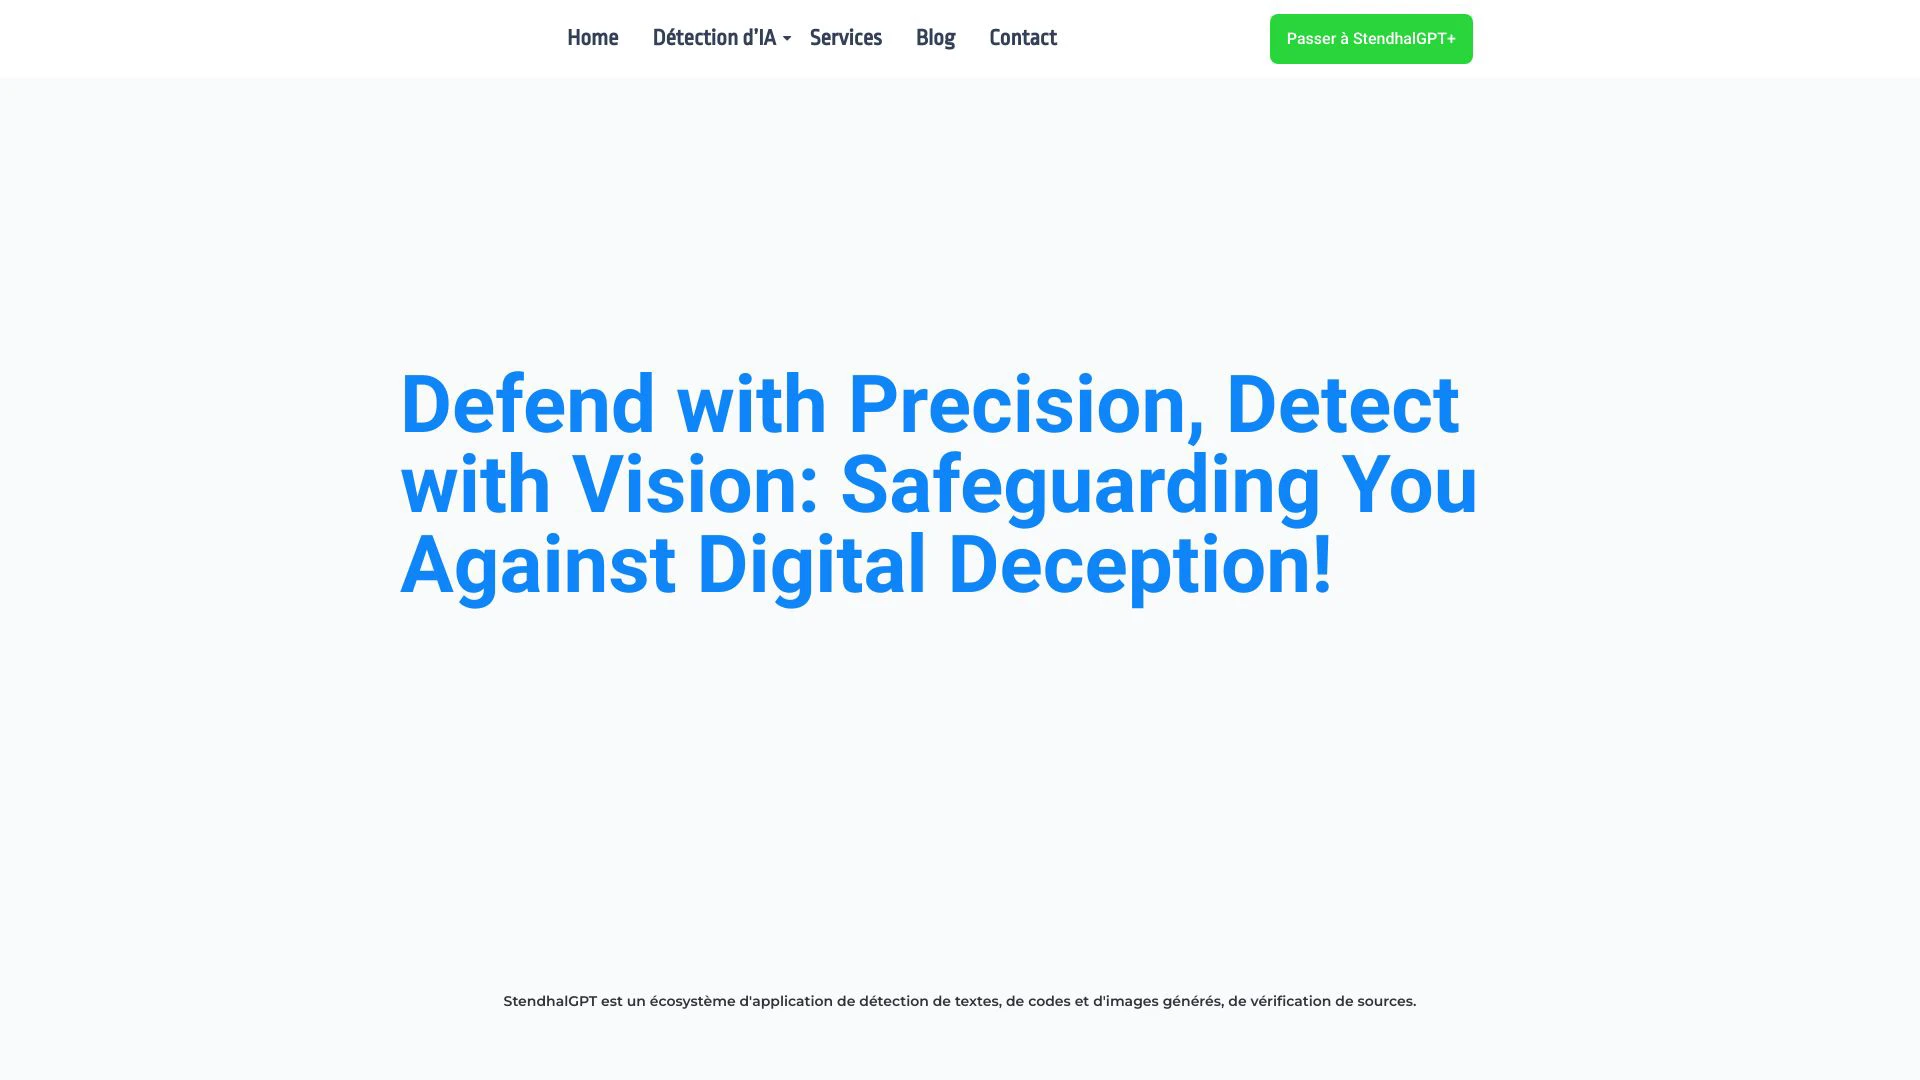 Home
Détection d’IA
Services
Blog
Contact
Passer à StendhalGPT+
Defend with Precision, Detect
with Vision: Safeguarding You
Against Digital Deception!
StendhalGPT est un écosystème d'application de détection de textes, de codes et d'images générés, de vérification de sources.